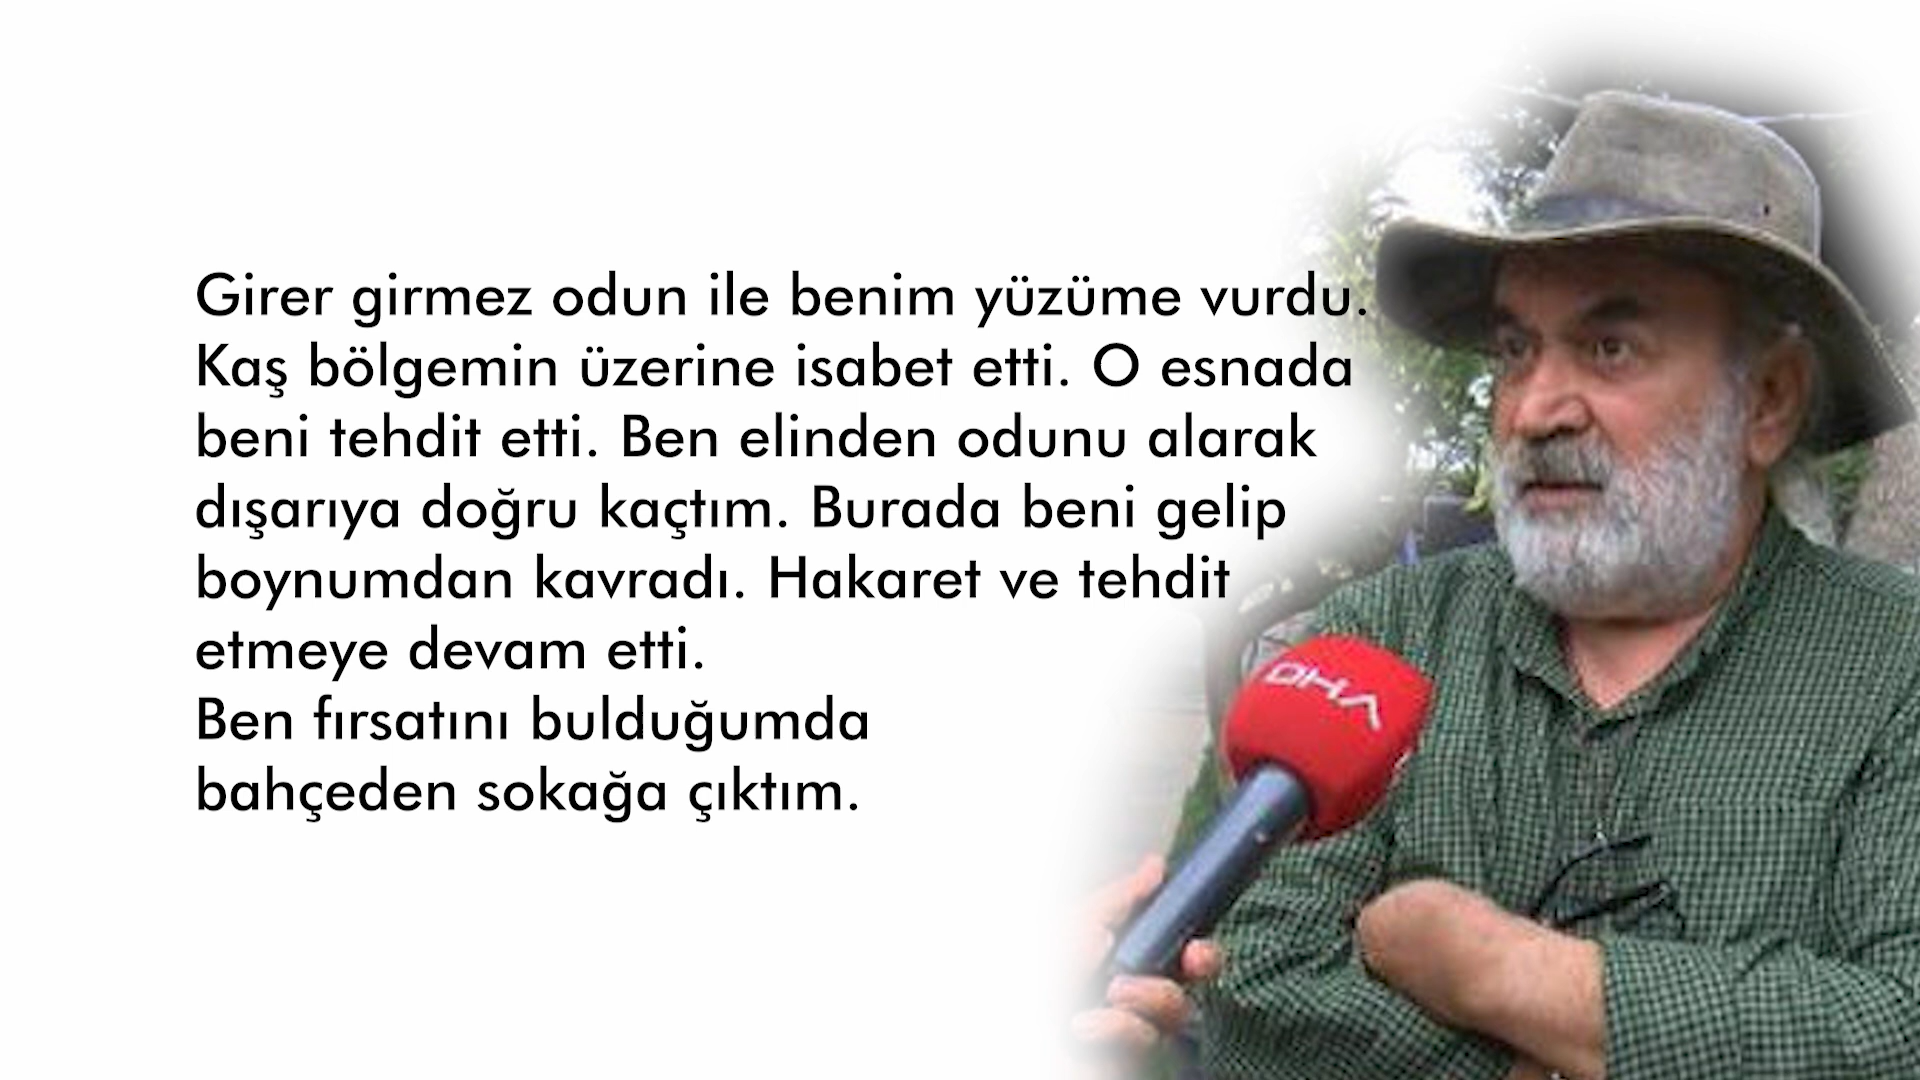 Girer girmez odun ile benim yüzüme vurdu.
Kaş bölgemin üzerine isabet etti. O esnada
beni tehdit etti. Ben elinden odunu alarak
dışarıya doğru kaçtım. Burada beni gelip
boynumdan kavradı. Hakaret ve tehdit
etmeye devam etti.
Ben fırsatını bulduğumda
bahçeden sokağa çıktım.
DHA